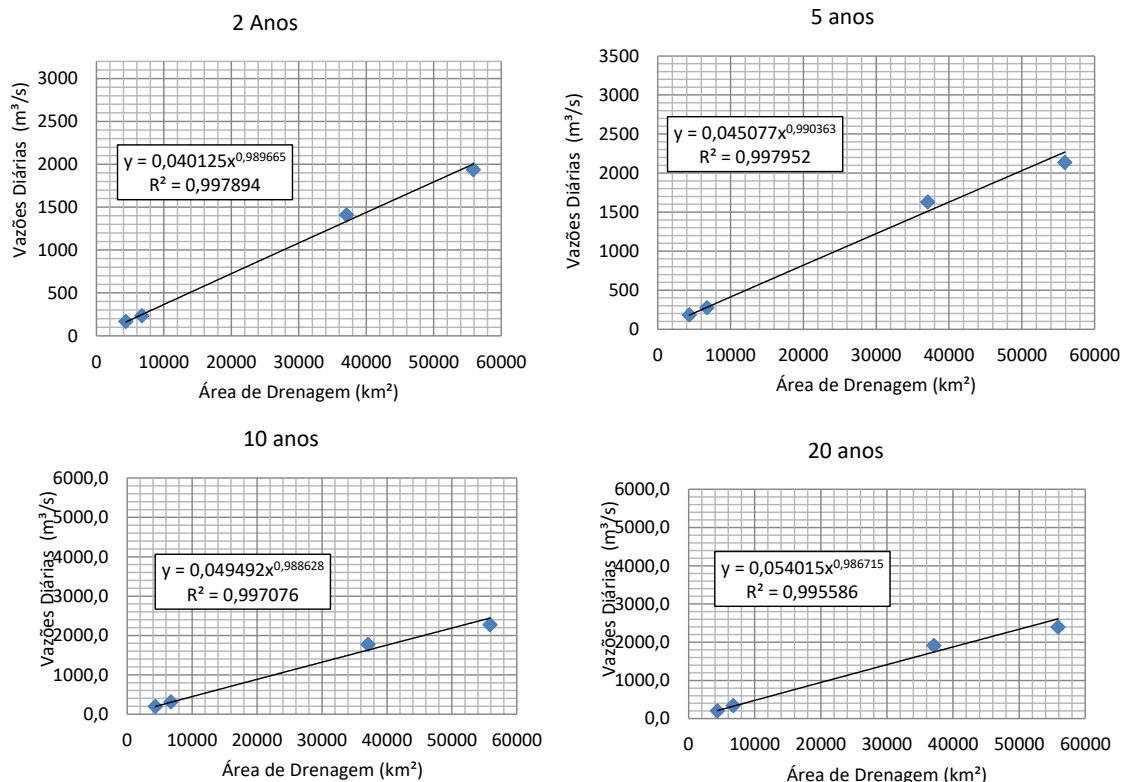 2 Anos
Vazões Diárias (m³/s)
3000
2500
2000
1500
1000
500
0
y = 0,040125x^0,989665
R² = 0,997894
0 10000 20000 30000 40000 50000 60000
Área de Drenagem (km²)
5 anos
Vazões Diárias (m³/s)
3500
3000
2500
2000
1500
1000
500
0
y = 0,045077x^0,990363
R² = 0,997952
0 10000 20000 30000 40000 50000 60000
Área de Drenagem (km²)
10 anos
Vazões Diárias (m³/s)
6000,0
5000,0
4000,0
3000,0
2000,0
1000,0
0,0
y = 0,049492x^0,988628
R² = 0,997076
0 10000 20000 30000 40000 50000 60000
Área de Drenagem (km²)
20 anos
Vazões Diárias (m³/s)
6000,0
5000,0
4000,0
3000,0
2000,0
1000,0
0,0
y = 0,054015x^0,986715
R² = 0,995586
0 10000 20000 30000 40000 50000 60000
Área de Drenagem (km²)